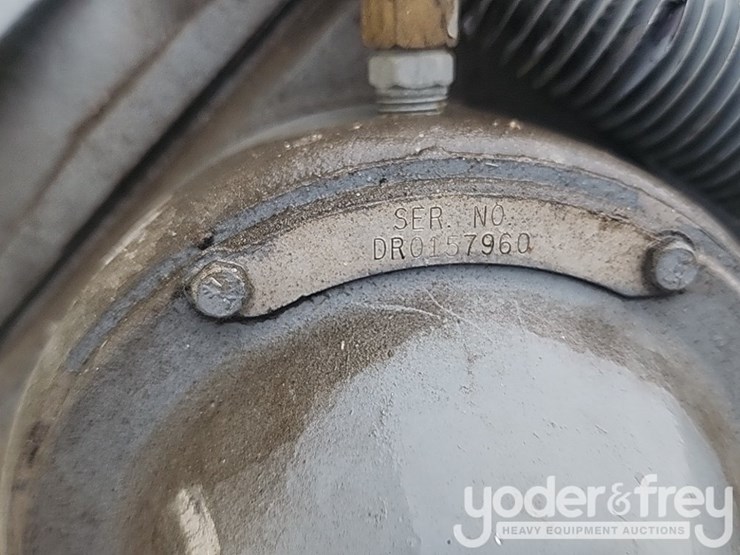 SER. NO.
DR0157960
yoder&frey
HEAVY EQUIPMENT AUCTIONS